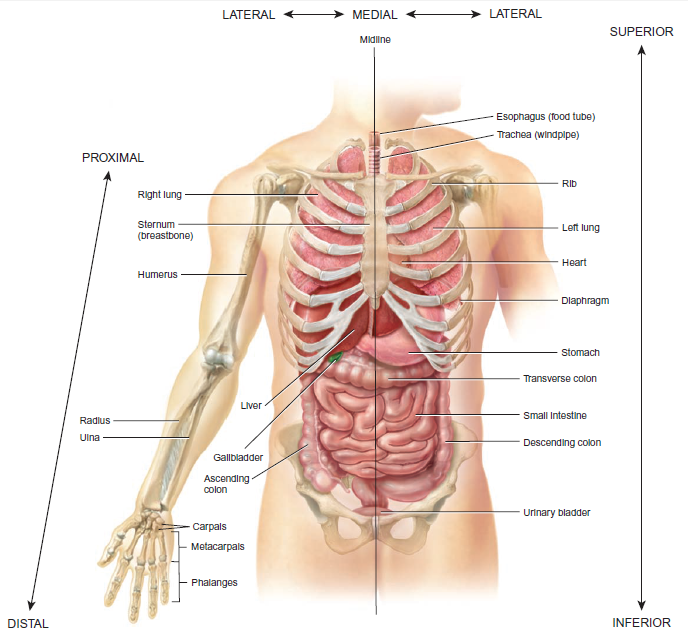 LATERAL MEDIAL LATERAL
Midline
SUPERIOR
Esophagus (food tube)
Trachea (windpipe)
PROXIMAL
Rib
Right lung
Sternum
(breastbone)
Left lung
Heart
Humerus
Diaphragm
Stomach
Transverse colon
Liver
Small intestine
Radius
Ulna
Descending colon
Gallbladder
Ascending
colon
Urinary bladder
Carpals
Metacarpals
Phalanges
DISTAL
INFERIOR